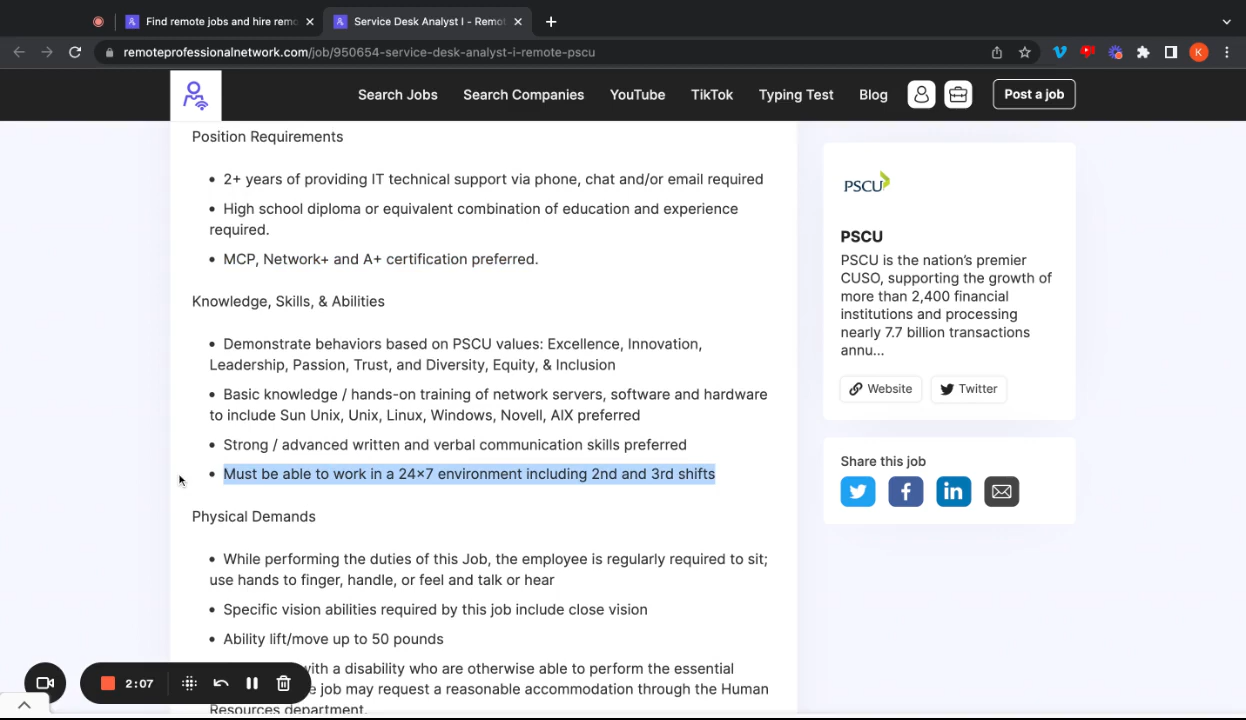 Find remote jobs and hire remo
Service Desk Analyst I - Remot
remoteprofessionalnetwork.com/job/950654-service-desk-analyst-i-remote-pscu
K
Search Jobs
Search Companies
YouTube
TikTok
Typing Test
Blog
Post a job
Position Requirements
• 2+ years of providing IT technical support via phone, chat and/or email required
• High school diploma or equivalent combination of education and experience
required.
• MCP, Network+ and A+ certification preferred.
Knowledge, Skills, & Abilities
• Demonstrate behaviors based on PSCU values: Excellence, Innovation,
Leadership, Passion, Trust, and Diversity, Equity, & Inclusion
• Basic knowledge / hands-on training of network servers, software and hardware
to include Sun Unix, Unix, Linux, Windows, Novell, AIX preferred
• Strong / advanced written and verbal communication skills preferred
• Must be able to work in a 24×7 environment including 2nd and 3rd shifts
Physical Demands
• While performing the duties of this Job, the employee is regularly required to sit;
use hands to finger, handle, or feel and talk or hear
• Specific vision abilities required by this job include close vision
• Ability lift/move up to 50 pounds
with a disability who are otherwise able to perform the essential
e job may request a reasonable accommodation through the Human
Resources department.
2:07
PSCU
PSCU
PSCU is the nation's premier
CUSO, supporting the growth of
more than 2,400 financial
institutions and processing
nearly 7.7 billion transactions
annu...
Website
Twitter
Share this job